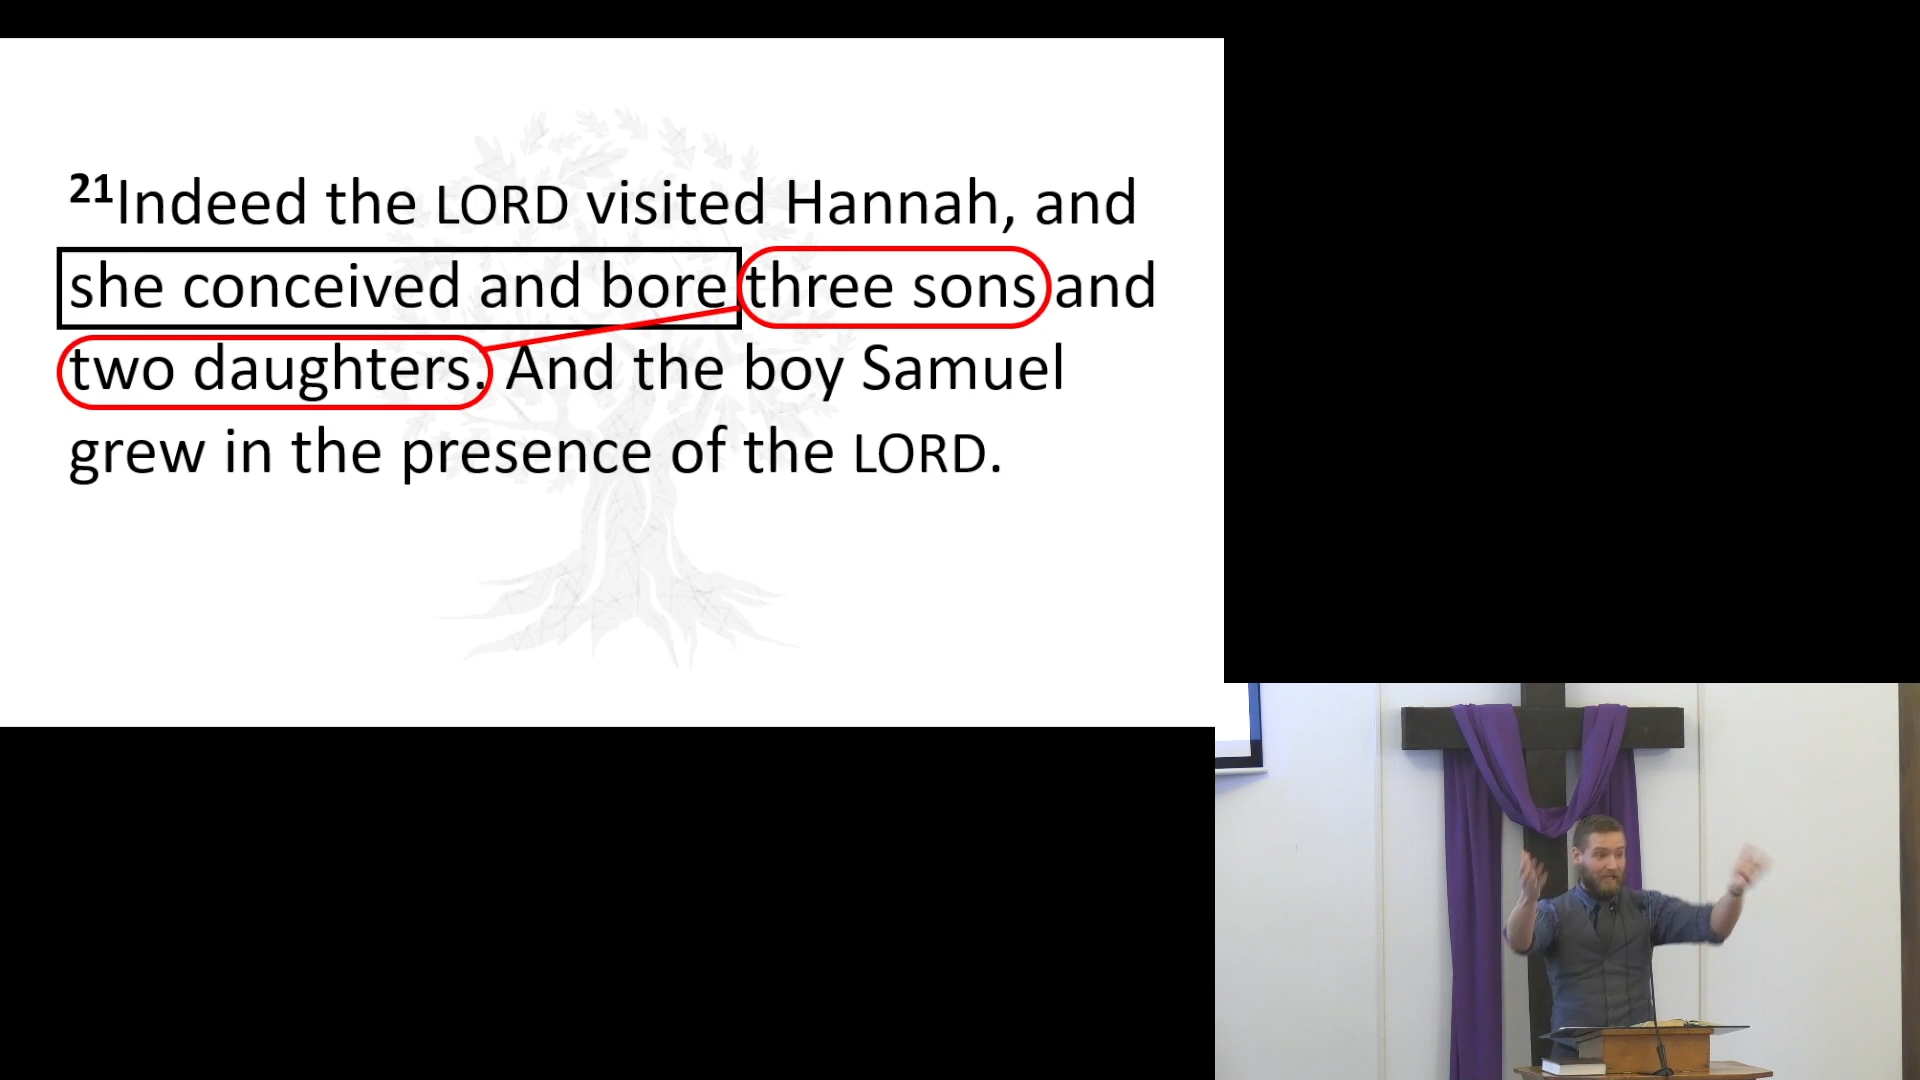 ²¹Indeed the LORD visited Hannah, and
she conceived and bore three sons and
two daughters. And the boy Samuel
grew in the presence of the LORD.